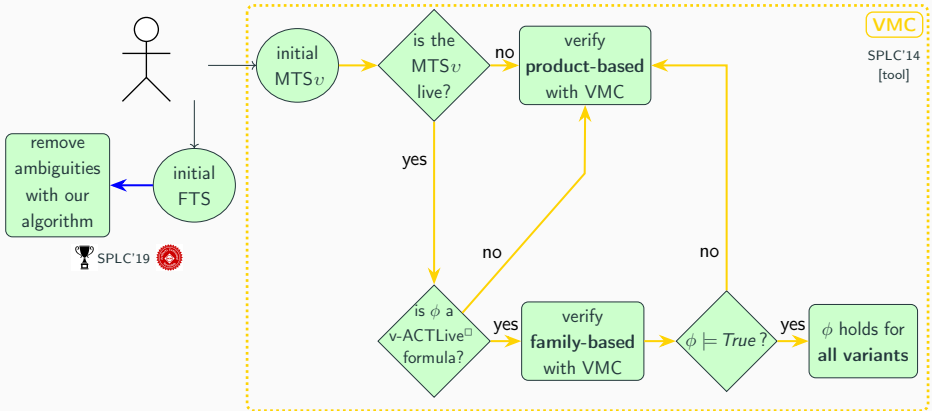 VMC
SPLC'14
[tool]
initial
MTSυ
is the
MTSυ
live?
no
verify
product-based
with VMC
remove
ambiguities
with our
algorithm
initial
FTS
SPLC'19
yes
no
no
is ϕ a
v-ACTLive□
formula?
yes
verify
family-based
with VMC
ϕ ⊨ True ?
yes
ϕ holds for
all variants